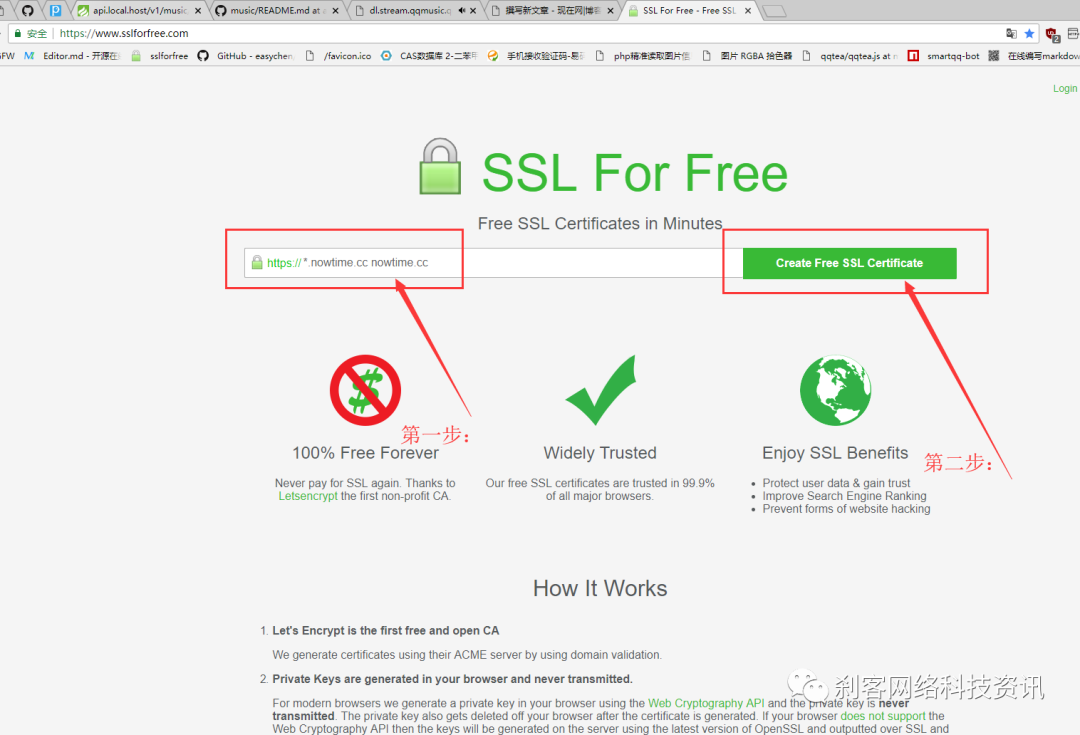 api.local.host/v1/music
music/README.md at
dl.stream.qqmusic.q
撰写新文章 - 现在网|博
SSL For Free - Free SSL
安全 https://www.sslforfree.com
FW Editor.md - 开源在 sslforfree GitHub - easychen /favicon.ico CAS数据库 2-二苯甲 手机接收验证码-易 php精准读取图片信 图片 RGBA 拾色器 qqtea/qqtea.js at smartqq-bot 在线编写markdow
Login
SSL For Free
Free SSL Certificates in Minutes
https:// *.nowtime.cc nowtime.cc
Create Free SSL Certificate
第一步：
第二步：
100% Free Forever
Never pay for SSL again. Thanks to
Letsencrypt the first non-profit CA.
Widely Trusted
Our free SSL certificates are trusted in 99.9%
of all major browsers.
Enjoy SSL Benefits
• Protect user data & gain trust
• Improve Search Engine Ranking
• Prevent forms of website hacking
How It Works
1. Let's Encrypt is the first free and open CA
We generate certificates using their ACME server by using domain validation.
2. Private Keys are generated in your browser and never transmitted.
For modern browsers we generate a private key in your browser using the Web Cryptography API and the private key is never
transmitted. The private key also gets deleted off your browser after the certificate is generated. If your browser does not support the
Web Cryptography API then the keys will be generated on the server using the latest version of OpenSSL and outputted over SSL and
刹客网络科技资讯